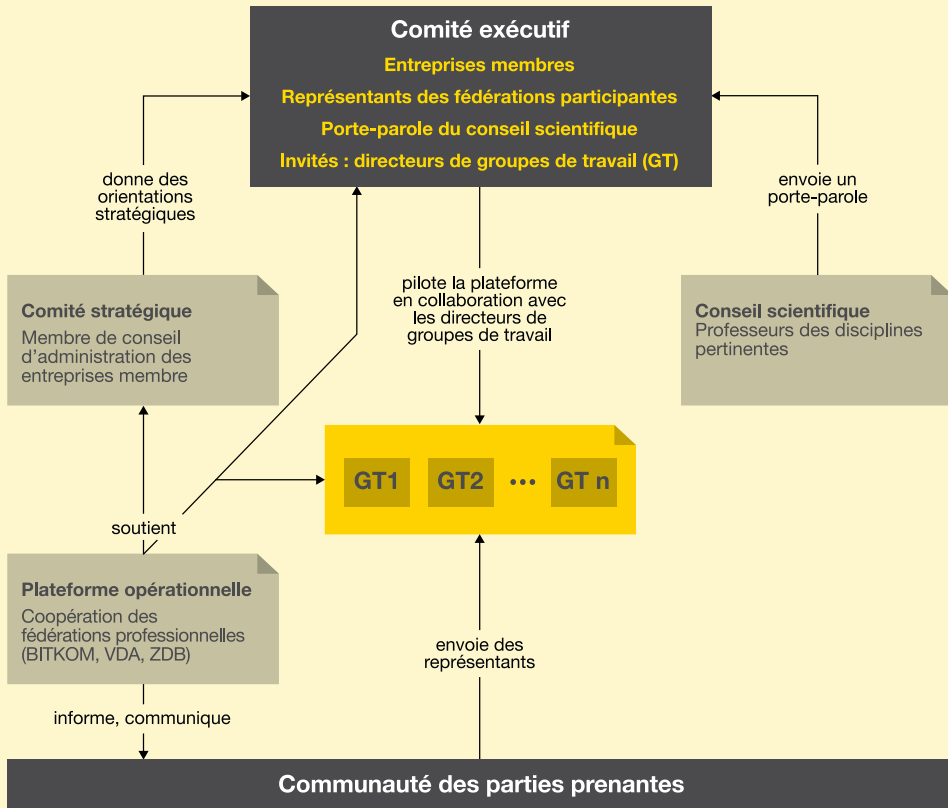 Comité exécutif
Entreprises membres
Représentants des fédérations participantes
Porte-parole du conseil scientifique
Invités : directeurs de groupes de travail (GT)
donne des
orientations
stratégiques
envoie un
porte-parole
pilote la plateforme
en collaboration avec
les directeurs de
groupes de travail
Comité stratégique
Membre de conseil
d'administration des
entreprises membre
Conseil scientifique
Professeurs des disciplines
pertinentes
GT1 GT2 ••• GT n
soutient
Plateforme opérationnelle
Coopération des
fédérations professionnelles
(BITKOM, VDA, ZDB)
envoie des
représentants
informe, communique
Communauté des parties prenantes